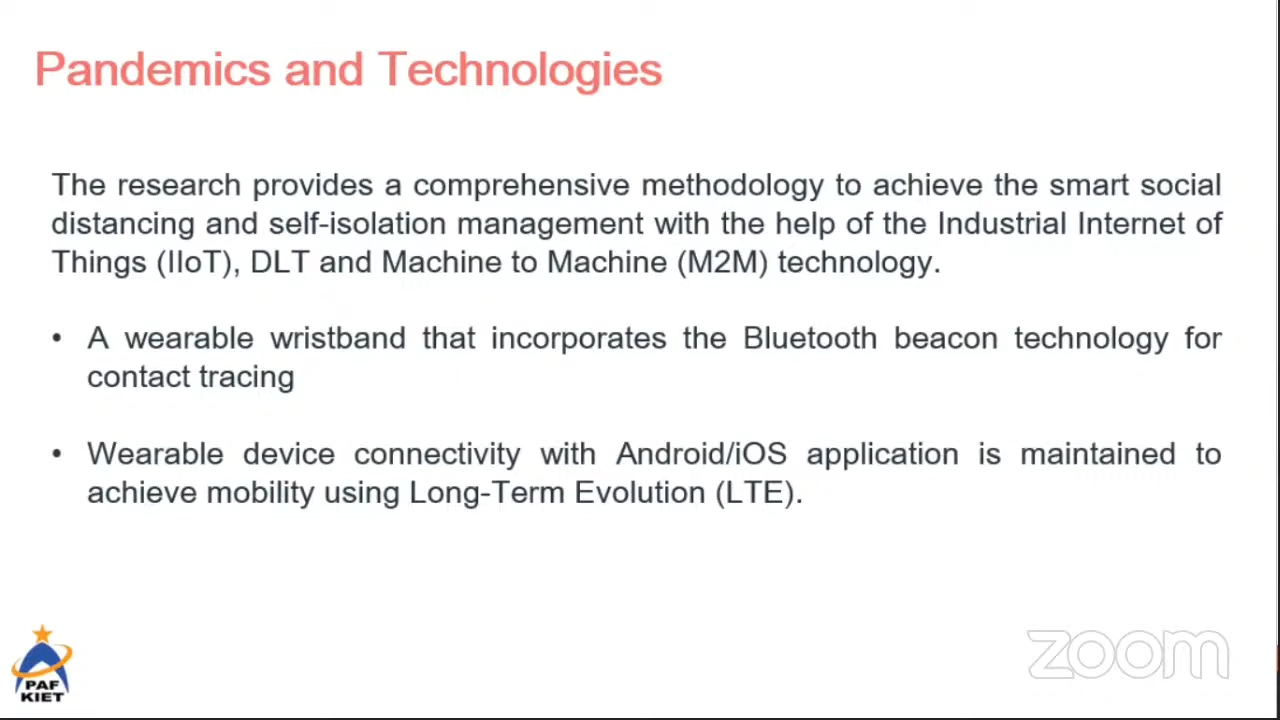 Pandemics and Technologies
The research provides a comprehensive methodology to achieve the smart social
distancing and self-isolation management with the help of the Industrial Internet of
Things (IIoT), DLT and Machine to Machine (M2M) technology.
• A wearable wristband that incorporates the Bluetooth beacon technology for
contact tracing
• Wearable device connectivity with Android/iOS application is maintained to
achieve mobility using Long-Term Evolution (LTE).
PAF
KIET
zoom